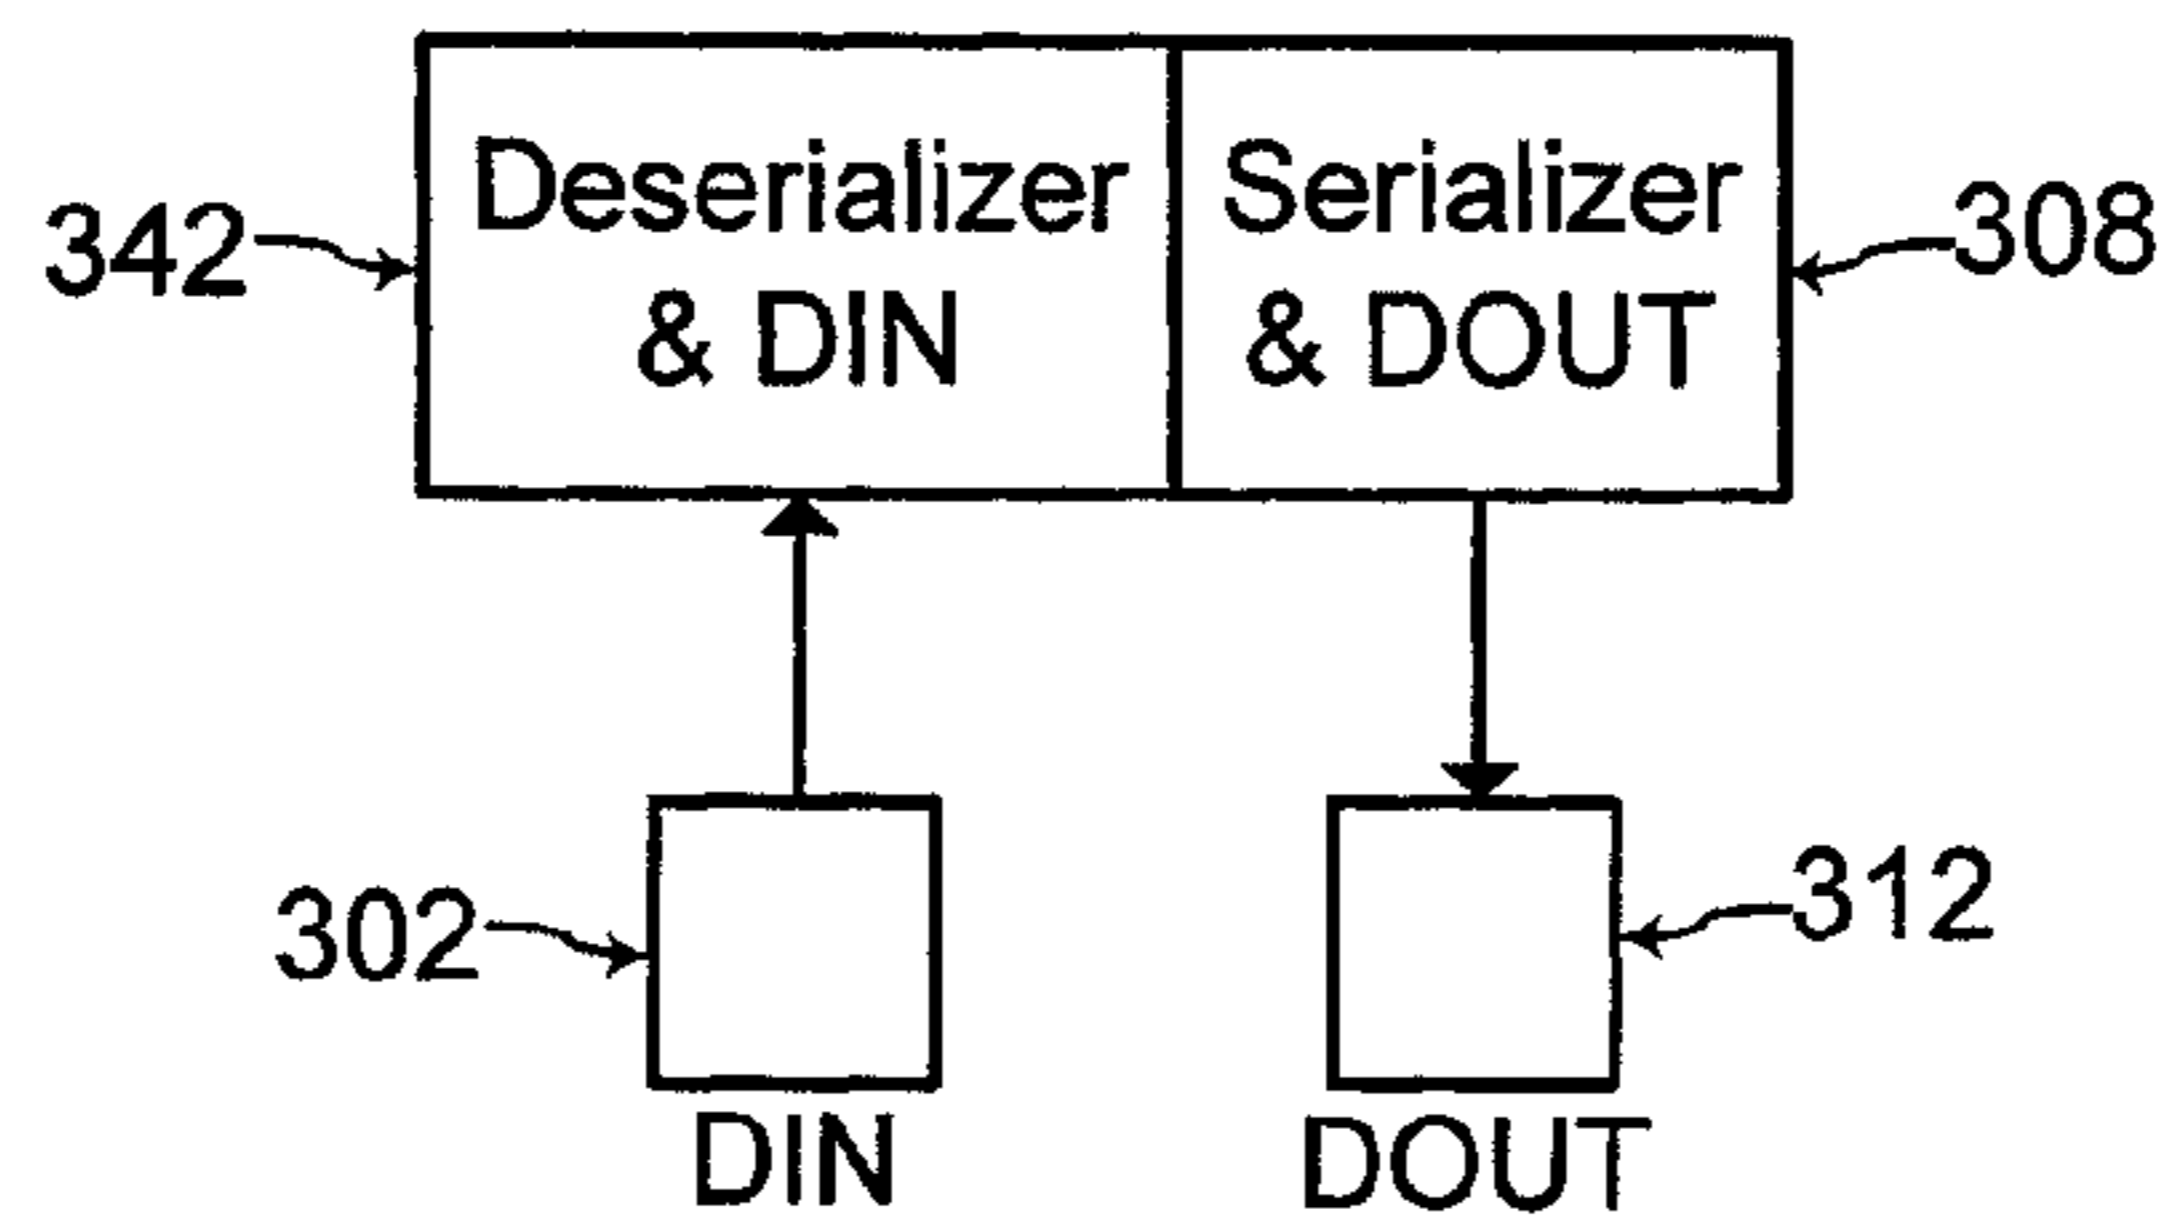 342
Deserializer
& DIN
Serializer
& DOUT
308
302
312
DIN
DOUT